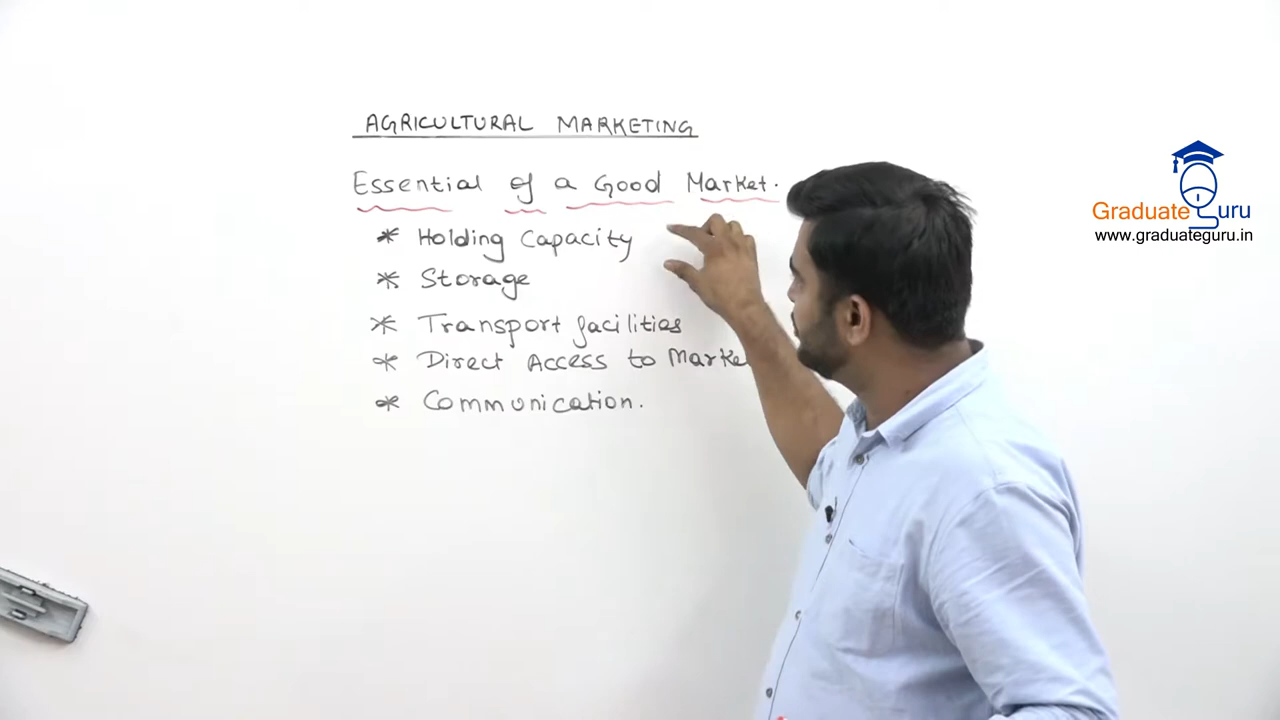 AGRICULTURAL MARKETING
Essential of a Good Market.
* Holding Capacity
* Storage
* Transport facilities
* Direct Access to Marke
* Communication.
Graduate Guru
www.graduateguru.in